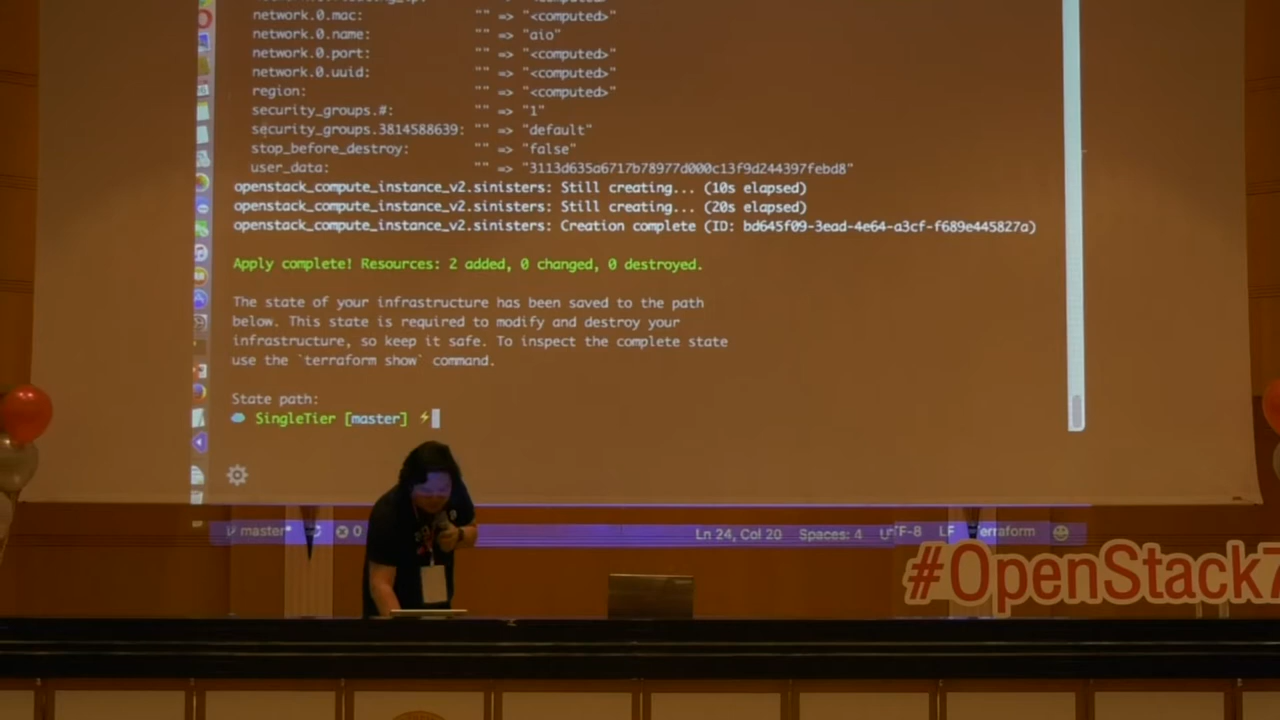 network.0.mac: "" => "<computed>"
network.0.name: "" => "aio"
network.0.port: "" => "<computed>"
network.0.uuid: "" => "<computed>"
region: "" => "<computed>"
security_groups.#: "" => "1"
security_groups.3814588639: "" => "default"
stop_before_destroy: "" => "false"
user_data: "" => "3113d635a6717b78977d000c13f9d244397febd8"
openstack_compute_instance_v2.sinisters: Still creating... (10s elapsed)
openstack_compute_instance_v2.sinisters: Still creating... (20s elapsed)
openstack_compute_instance_v2.sinisters: Creation complete (ID: bd645f09-3ead-4e64-a3cf-f689e445827a)
Apply complete! Resources: 2 added, 0 changed, 0 destroyed.
The state of your infrastructure has been saved to the path
below. This state is required to modify and destroy your
infrastructure, so keep it safe. To inspect the complete state
use the `terraform show` command.
State path:
SingleTier [master] ⚡
master* 0 Ln 24, Col 20 Spaces: 4 UTF-8 LF erraform
#OpenStack7